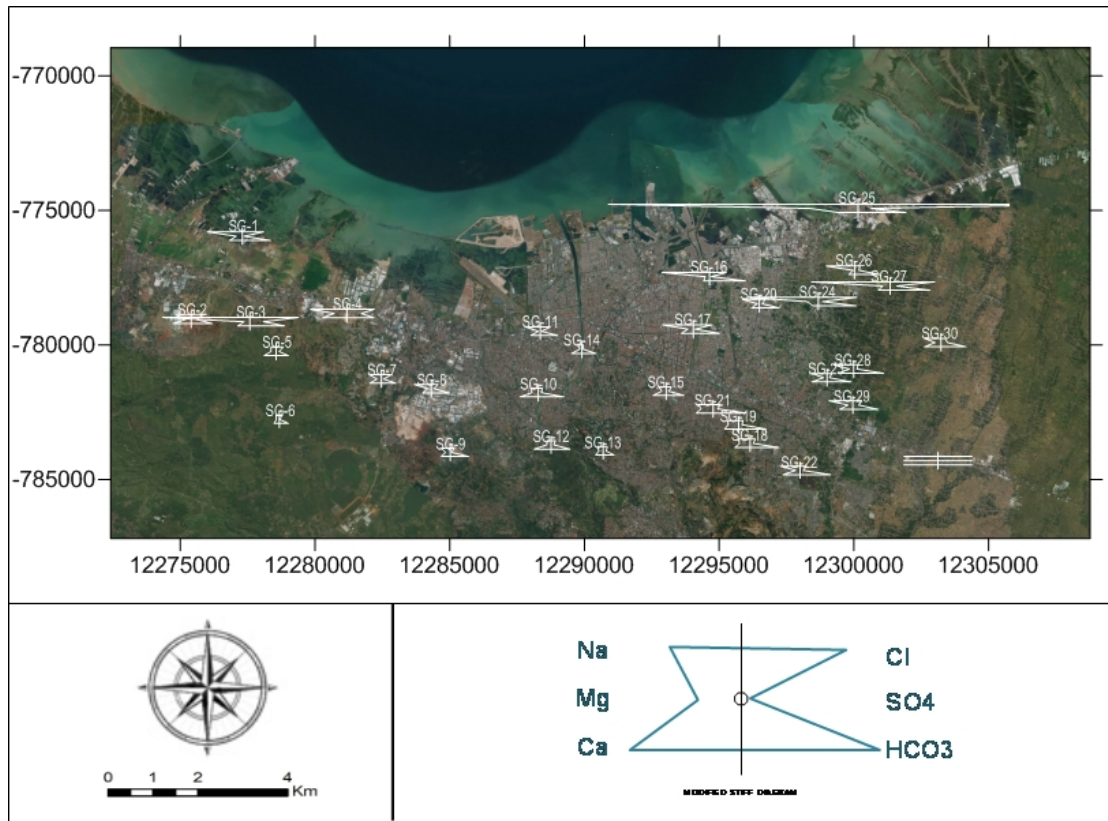 -770000
-775000
-780000
-785000
SG-1
SG-2
SG-3
SG-4
SG-5
SG-6
SG-7
SG-8
SG-9
SG-10
SG-11
SG-12
SG-13
SG-14
SG-15
SG-16
SG-17
SG-18
SG-19
SG-20
SG-21
SG-22
SG-24
SG-25
SG-26
SG-27
SG-28
SG-29
SG-30
12275000 12280000 12285000 12290000 12295000 12300000 12305000
0 1 2 4
Km
Na Cl
Mg SO4
Ca HCO3
MODIFIED STIFF DIAGRAM